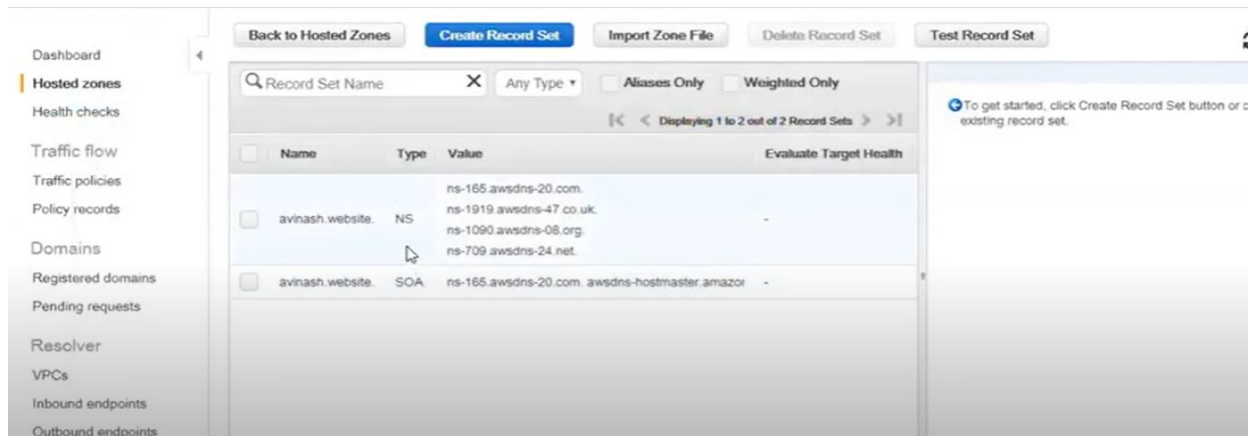 Back to Hosted Zones Create Record Set Import Zone File Delete Record Set Test Record Set
Dashboard
Hosted zones
Health checks
Traffic flow
Traffic policies
Policy records
Domains
Registered domains
Pending requests
Resolver
VPCs
Inbound endpoints
Outbound endpoints
Record Set Name X Any Type Aliases Only Weighted Only
Displaying 1 to 2 out of 2 Record Sets
Name Type Value Evaluate Target Health
avinash.website. NS
ns-165.awsdns-20.com.
ns-1919.awsdns-47.co.uk.
ns-1090.awsdns-08.org.
ns-709.awsdns-24.net.
-
avinash.website. SOA ns-165.awsdns-20.com. awsdns-hostmaster.amazor -
To get started, click Create Record Set button or c
existing record set.